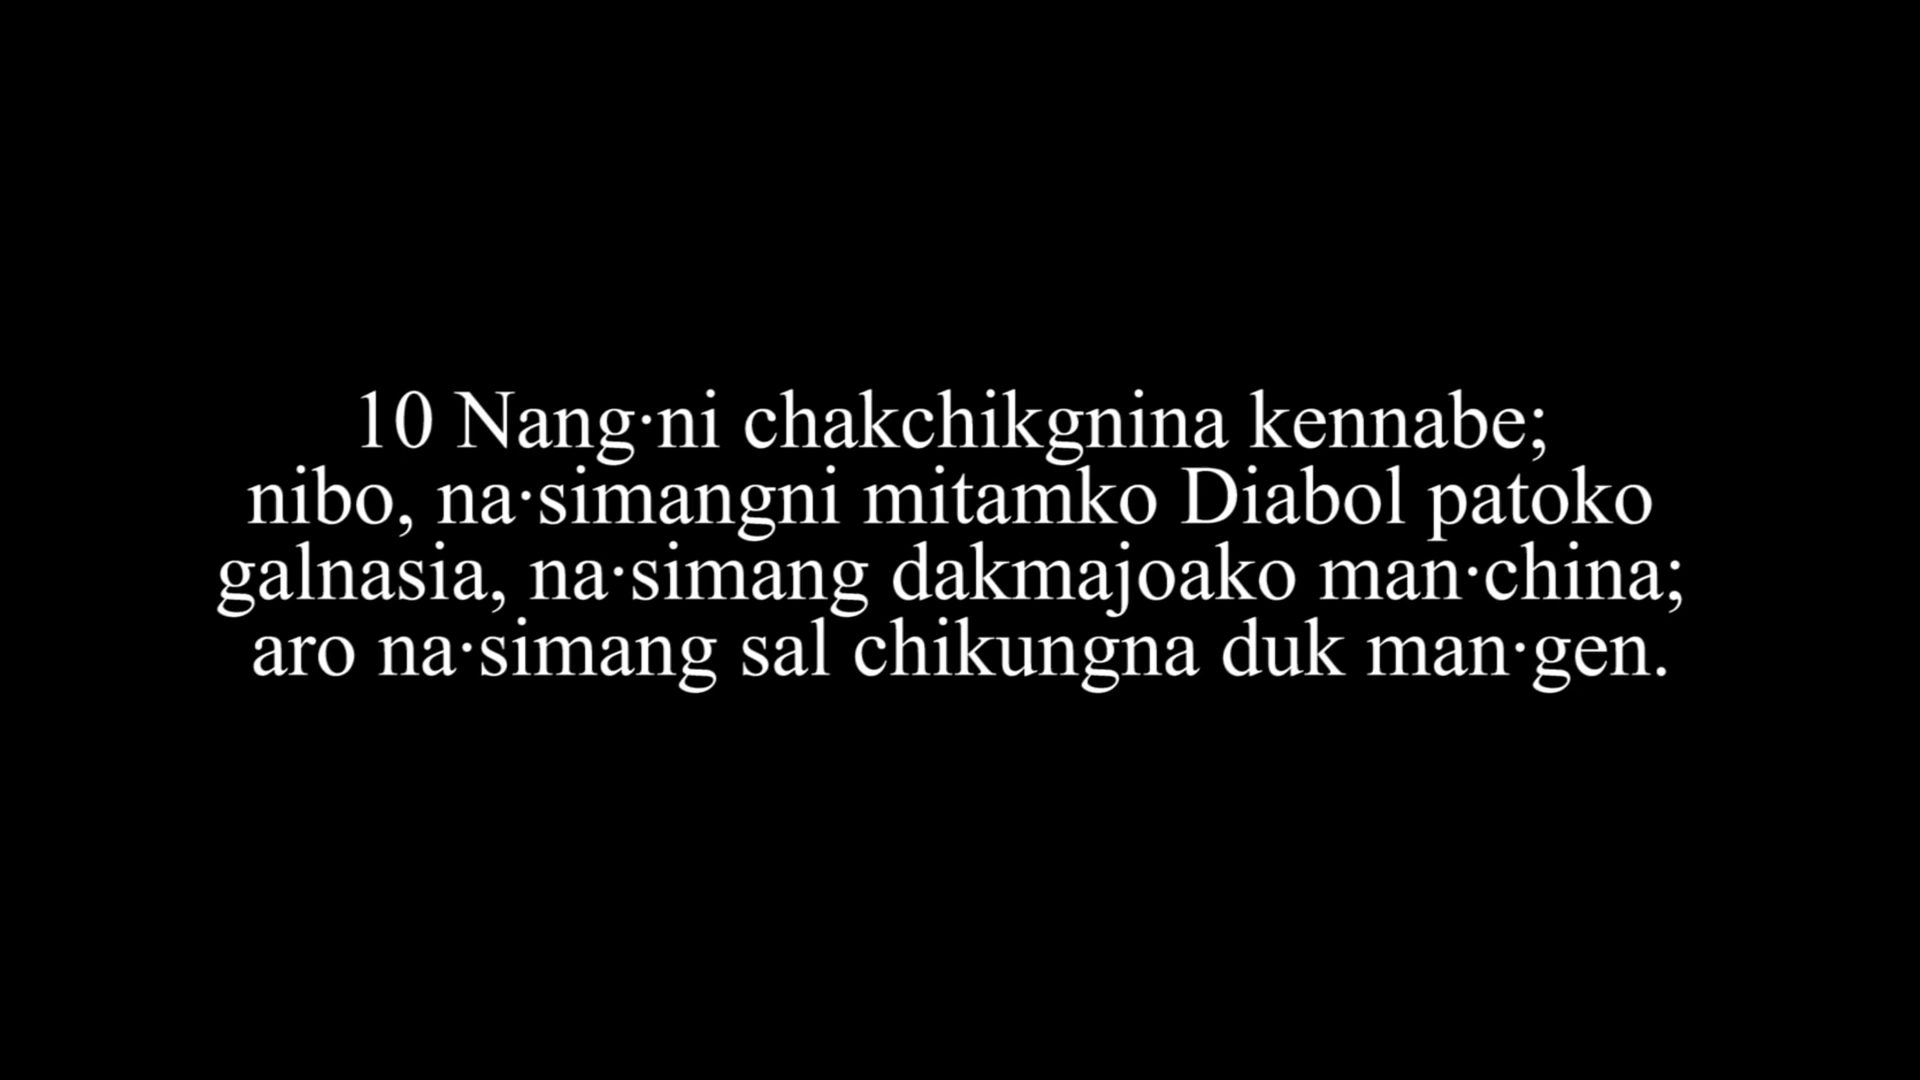 10 Nang·ni chakchikgnina kennabe;
nibo, na·simangni mitamko Diabol patoko
galnasia, na·simang dakmajoako man·china;
aro na·simang sal chikungna duk man·gen.